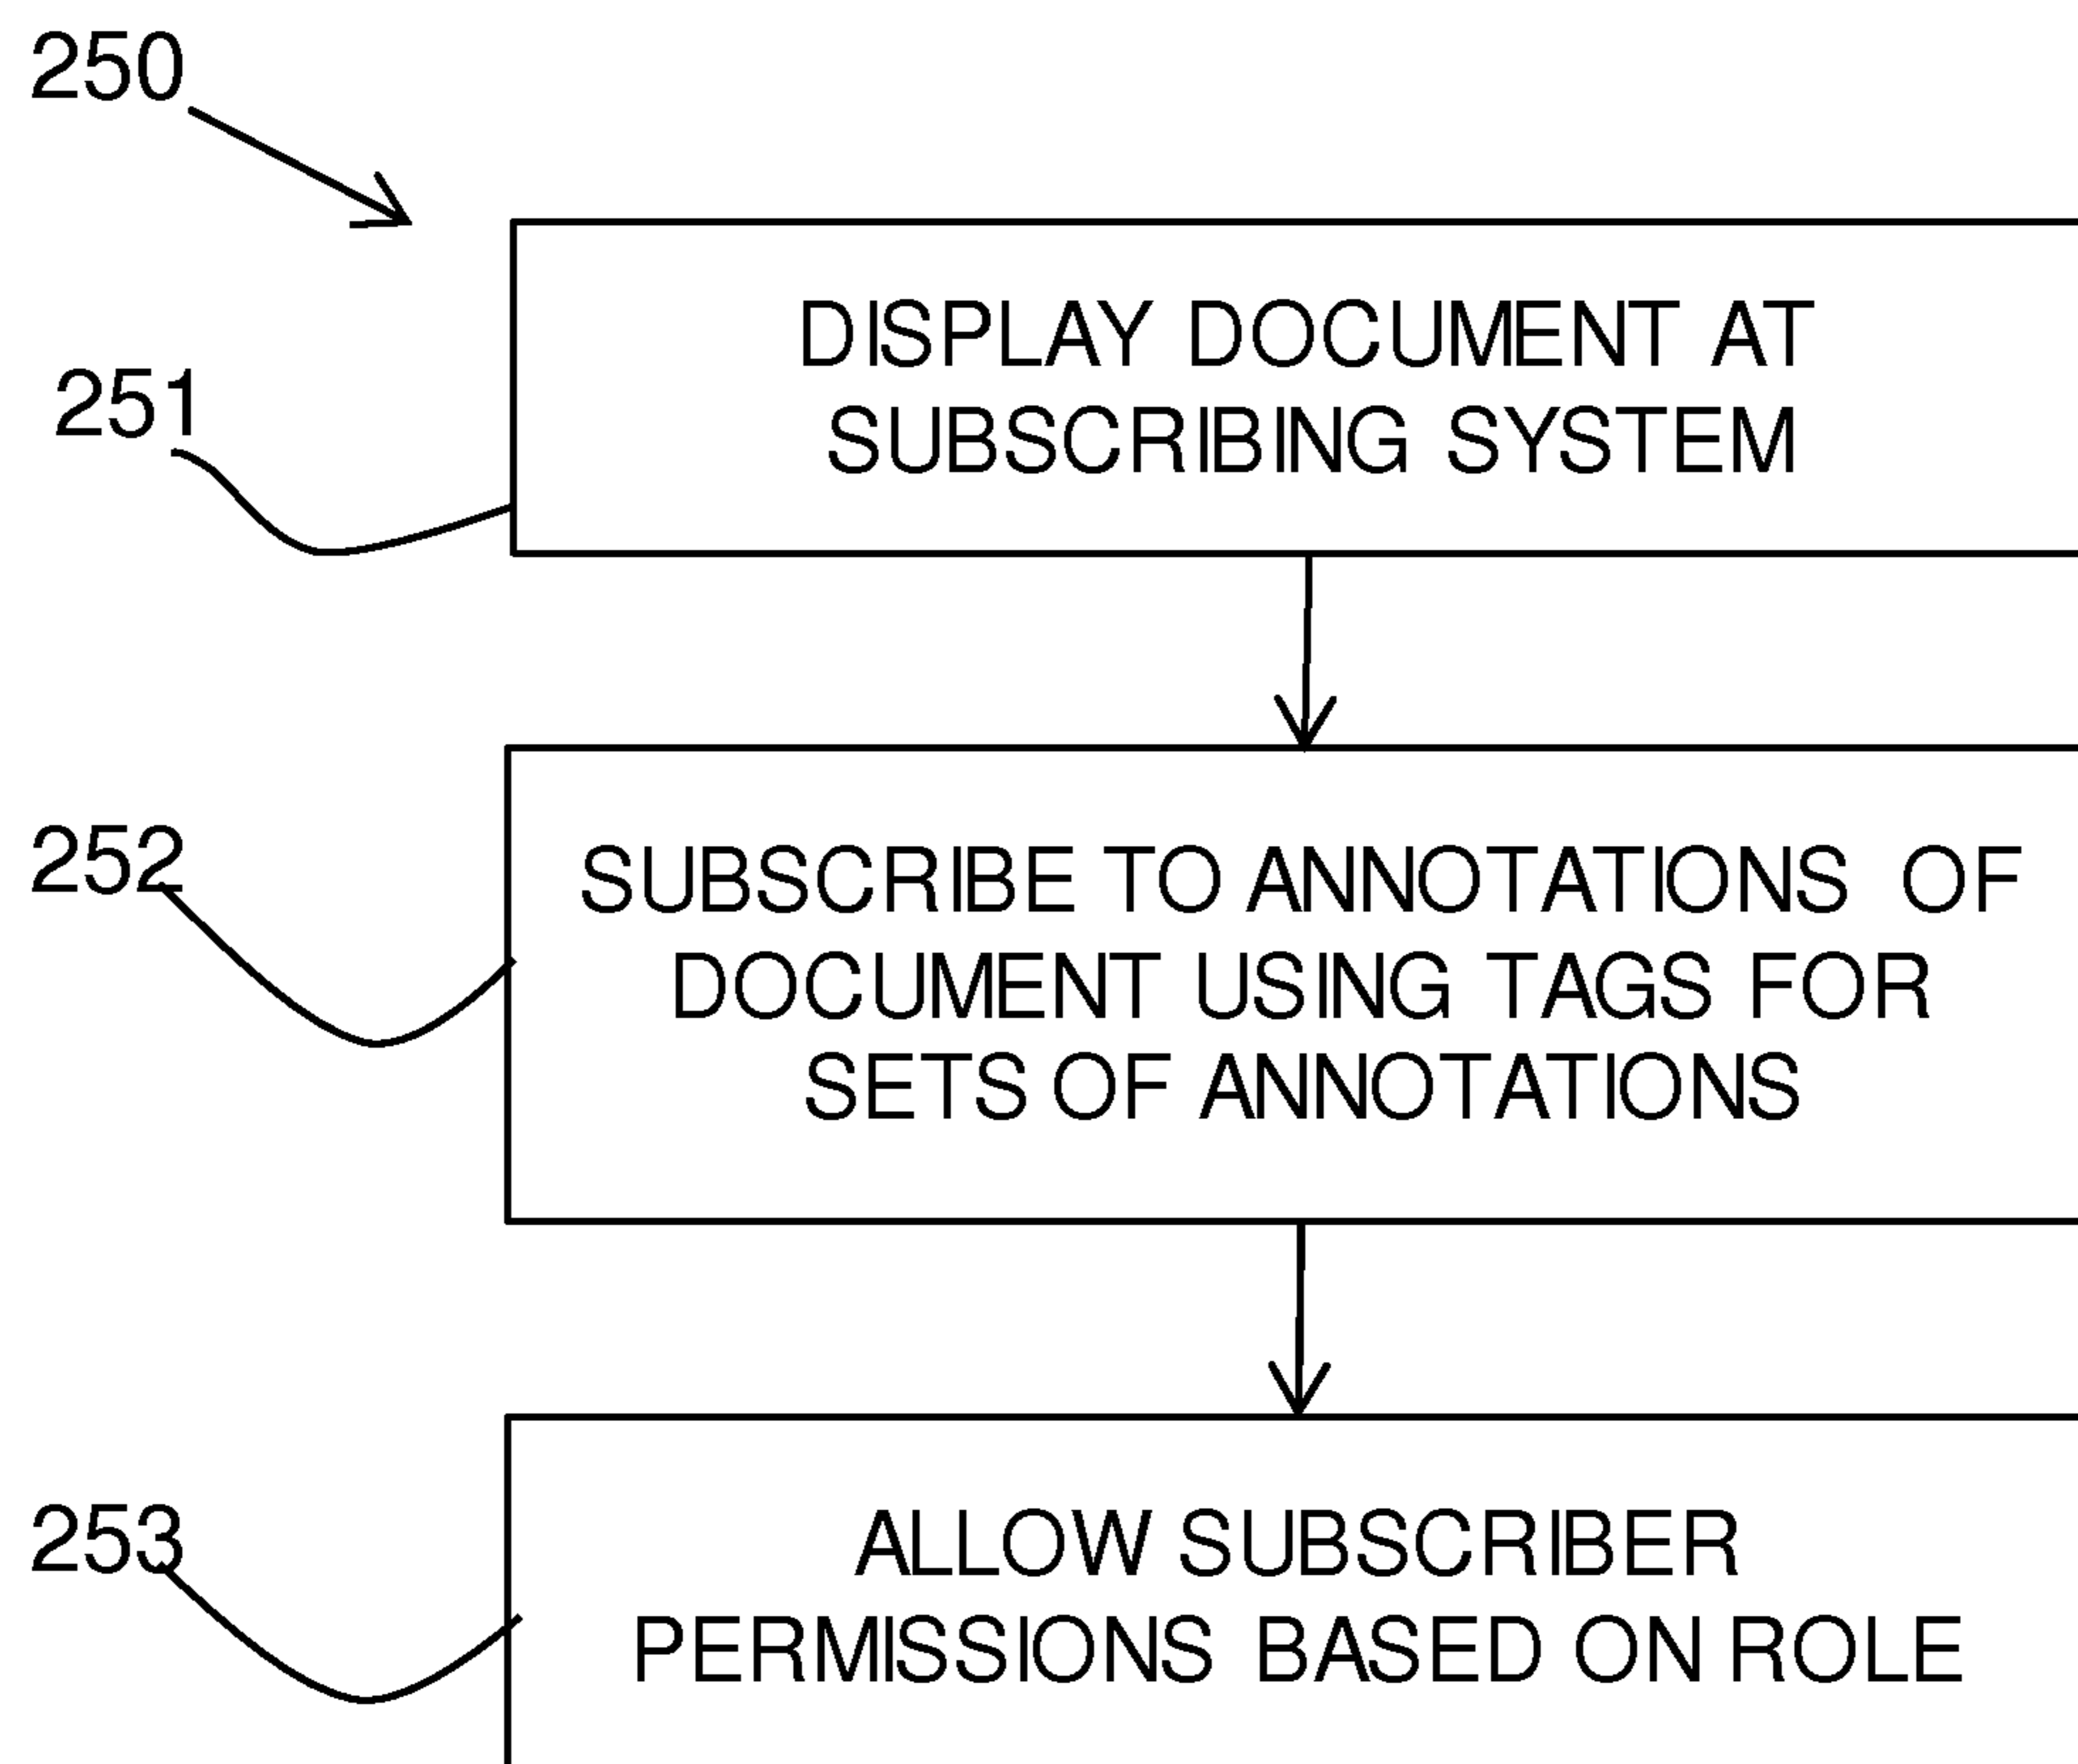 250
DISPLAY DOCUMENT AT
SUBSCRIBING SYSTEM
251
SUBSCRIBE TO ANNOTATIONS OF
DOCUMENT USING TAGS FOR
SETS OF ANNOTATIONS
252
ALLOW SUBSCRIBER
PERMISSIONS BASED ON ROLE
253